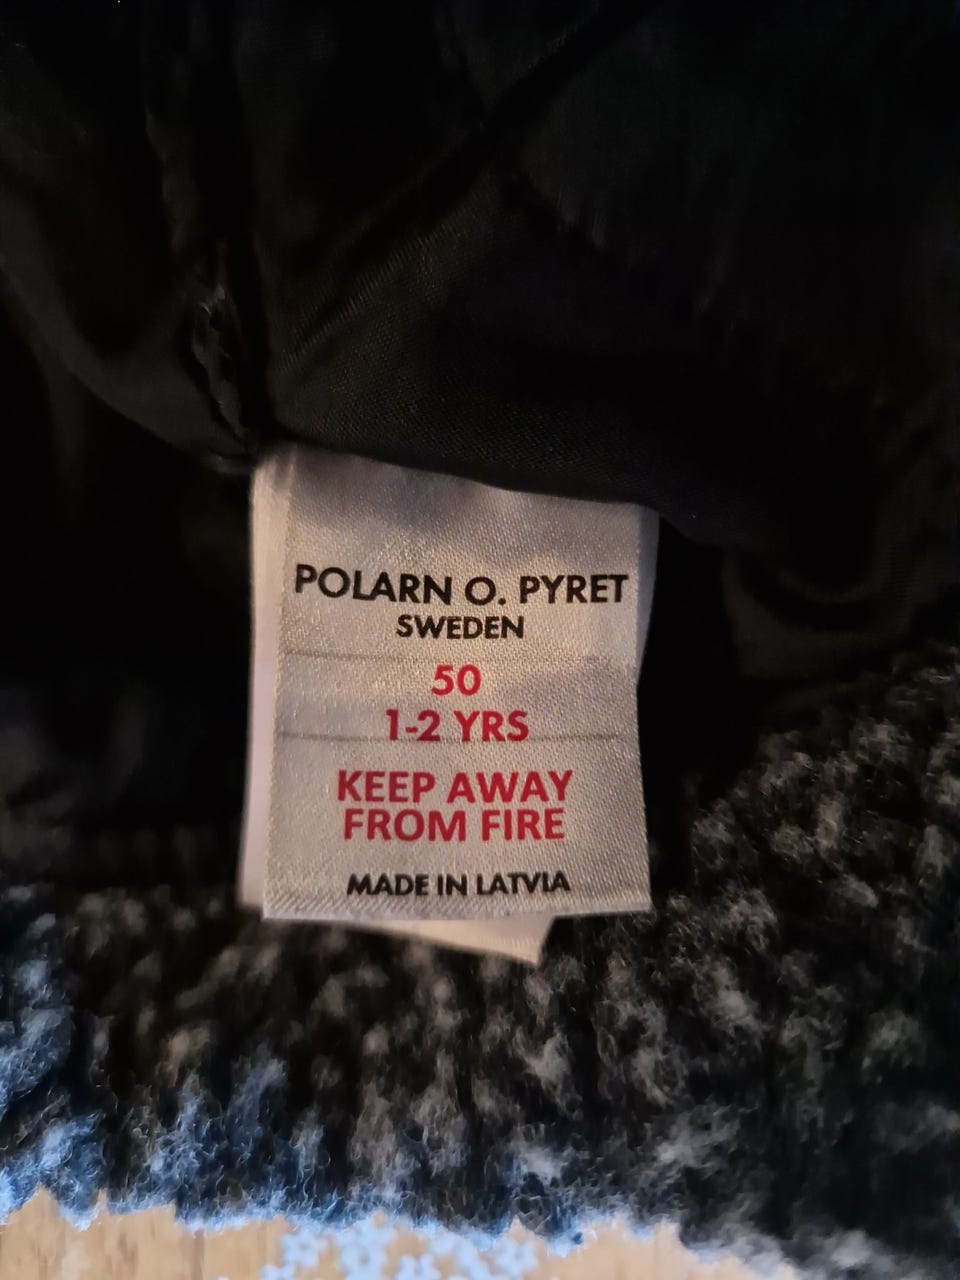 POLARN O. PYRET
SWEDEN
50
1-2 YRS
KEEP AWAY
FROM FIRE
MADE IN LATVIA